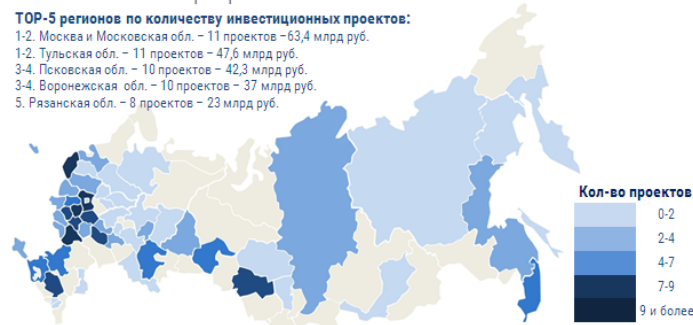 TOP-5 регионов по количеству инвестиционных проектов:
1-2. Москва и Московская обл. – 11 проектов –63,4 млрд руб.
1-2. Тульская обл. – 11 проектов – 47,6 млрд руб.
3-4. Псковская обл. – 10 проектов – 42,3 млрд руб.
3-4. Воронежская обл. – 10 проектов – 37 млрд руб.
5. Рязанская обл. – 8 проектов – 23 млрд руб.
Кол-во проектов
0-2
2-4
4-7
7-9
9 и более